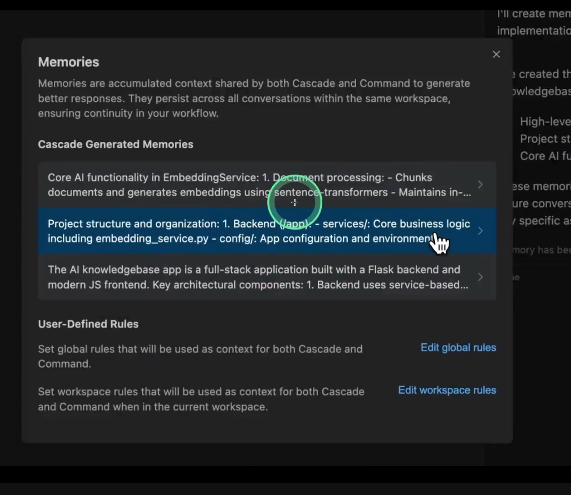 I'll create mem
implementatio
Memories
Memories are accumulated context shared by both Cascade and Command to generate
better responses. They persist across all conversations within the same workspace,
ensuring continuity in your workflow.
Cascade Generated Memories
Core AI functionality in EmbeddingService: 1. Document processing: - Chunks
documents and generates embeddings using sentence-transformers - Maintains in-...
Project structure and organization: 1. Backend (/app): - services/: Core business logic
including embedding_service.py - config/: App configuration and environment
The AI knowledgebase app is a full-stack application built with a Flask backend and
modern JS frontend. Key architectural components: 1. Backend uses service-based...
User-Defined Rules
Set global rules that will be used as context for both Cascade and
Command.
Edit global rules
Set workspace rules that will be used as context for both Cascade
and Command when in the current workspace.
Edit workspace rules
e created th
owledgebas
High-leve
Project st
Core AI fu
ese memor
ure convers
y specific as
mory has bee